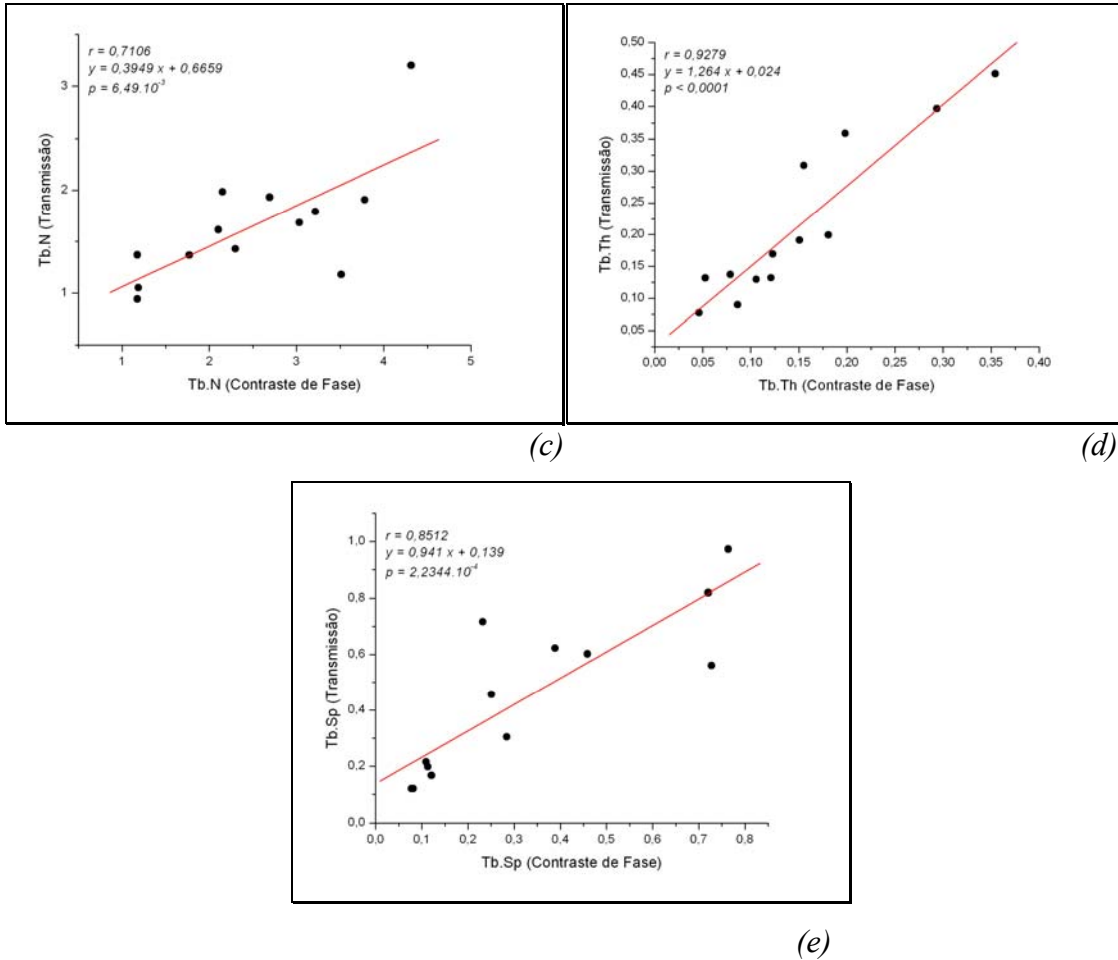 r = 0,7106
y = 0,3949 x + 0,6659
p = 6,49.10⁻³
3
2
1
Tb.N (Transmissão)
1 2 3 4 5
Tb.N (Contraste de Fase)
(c)
r = 0,9279
y = 1,264 x + 0,024
p < 0,0001
0,50
0,45
0,40
0,35
0,30
0,25
0,20
0,15
0,10
0,05
Tb.Th (Transmissão)
0,00 0,05 0,10 0,15 0,20 0,25 0,30 0,35 0,40
Tb.Th (Contraste de Fase)
(d)
r = 0,8512
y = 0,941 x + 0,139
p = 2,2344.10⁻⁴
1,0
0,8
0,6
0,4
0,2
0,0
Tb.Sp (Transmissão)
0,0 0,1 0,2 0,3 0,4 0,5 0,6 0,7 0,8
Tb.Sp (Contraste de Fase)
(e)